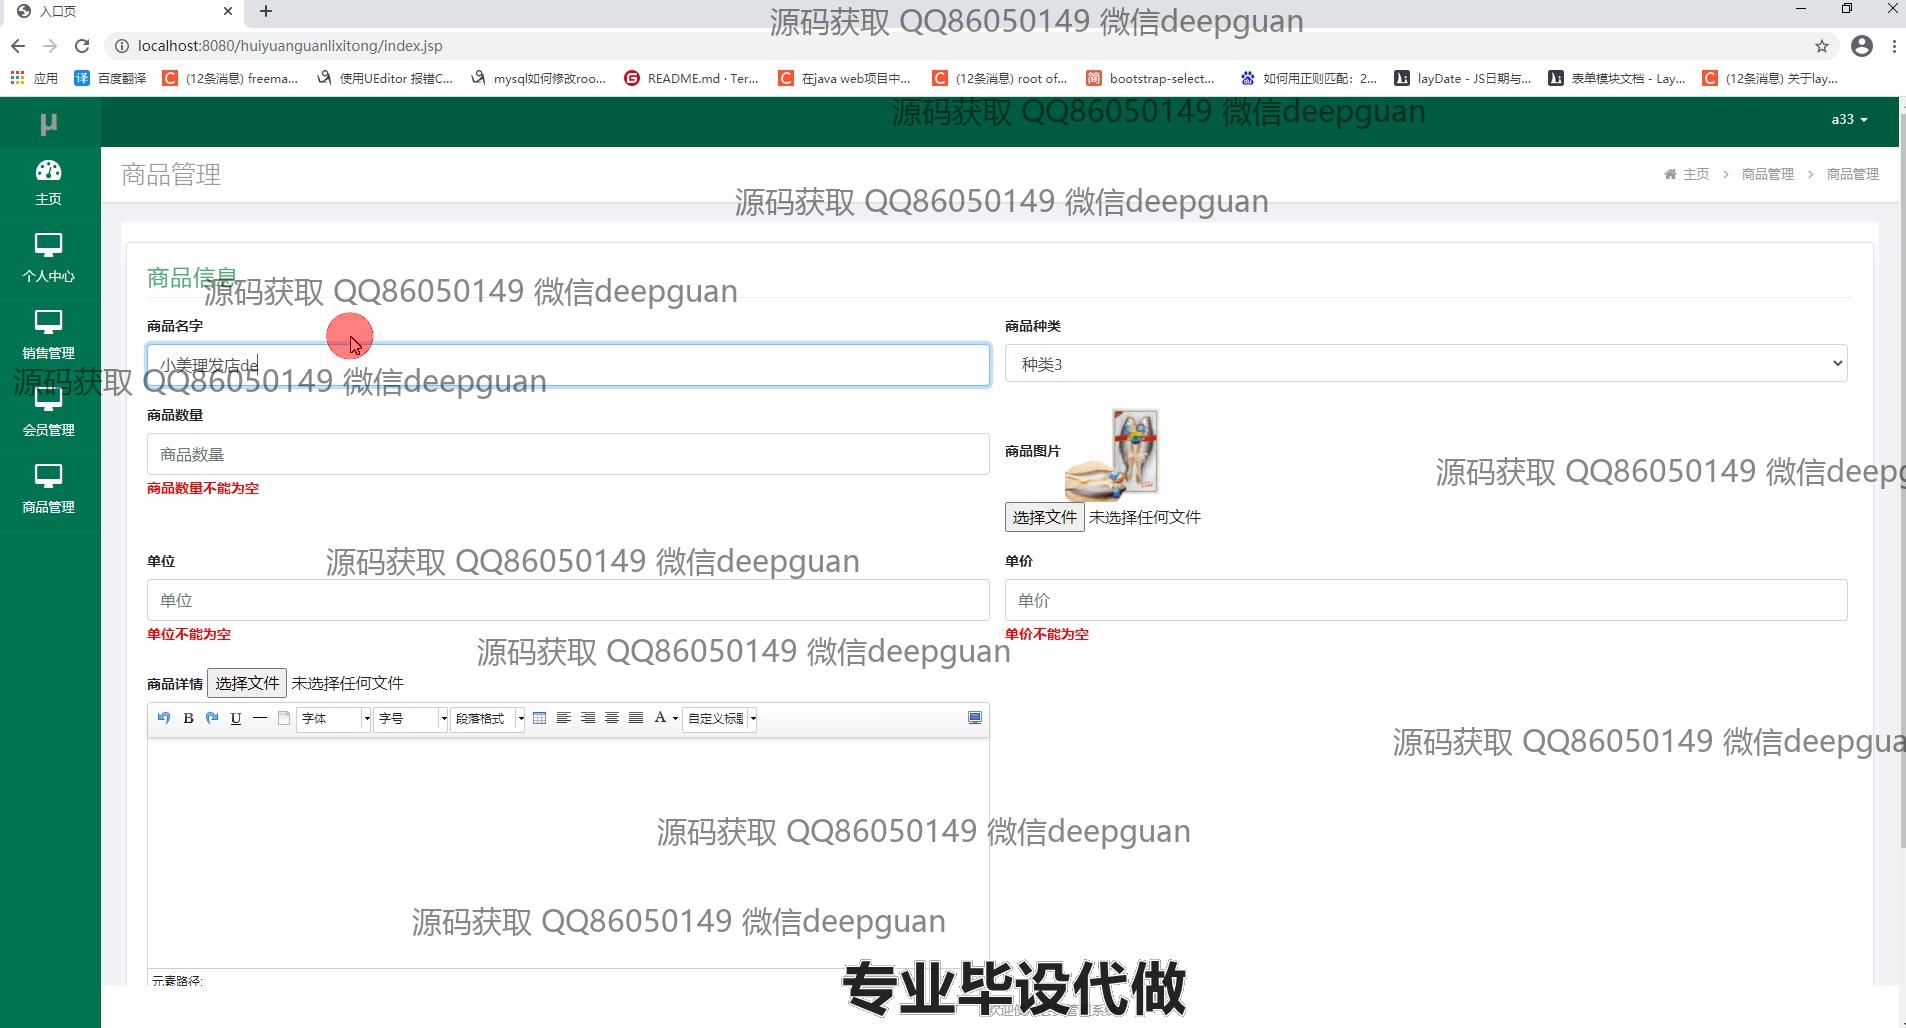 入口页
源码获取 QQ86050149 微信deepguan
localhost:8080/huiyuanguanlixitong/index.jsp
应用
百度翻译
(12条消息) freema...
使用UEditor 报错C...
mysql如何修改roo...
README.md · Ter...
在java web项目中...
(12条消息) root of...
bootstrap-select...
如何用正则匹配：2...
layDate - JS日期与...
表单模块文档 - Lay...
(12条消息) 关于lay...
源码获取 QQ86050149 微信deepguan
μ
a33
主页
商品管理
主页 > 商品管理 > 商品管理
源码获取 QQ86050149 微信deepguan
个人中心
商品信息
源码获取 QQ86050149 微信deepguan
商品名字
商品种类
销售管理
小美理发店de
种类3
源码获取 QQ86050149 微信deepguan
会员管理
商品数量
商品数量
商品图片
源码获取 QQ86050149 微信deepg
商品数量不能为空
商品管理
选择文件 未选择任何文件
单位
源码获取 QQ86050149 微信deepguan
单价
单位
单价
单位不能为空
单价不能为空
源码获取 QQ86050149 微信deepguan
商品详情 选择文件 未选择任何文件
B U 字体 字号 段落格式 A 自定义标题
源码获取 QQ86050149 微信deepgua
源码获取 QQ86050149 微信deepguan
源码获取 QQ86050149 微信deepguan
元素路径:
专业毕设代做